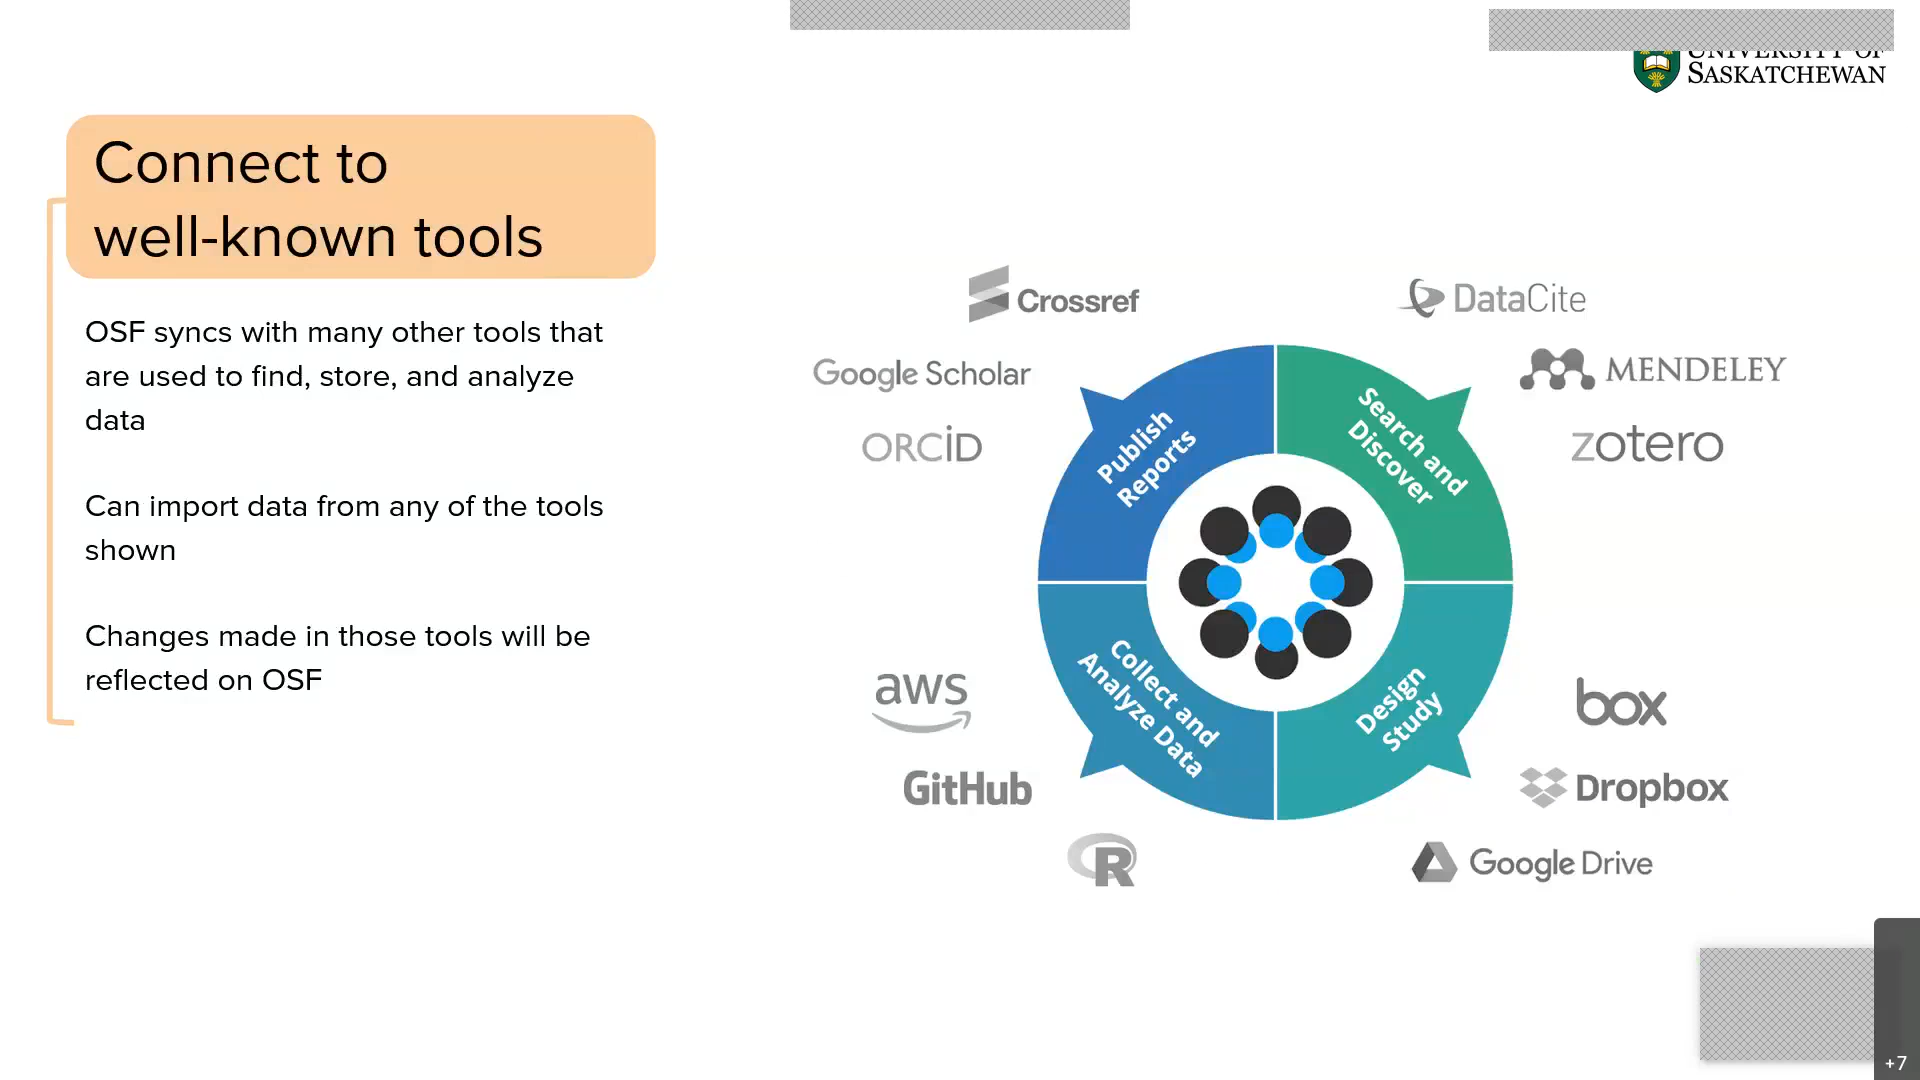 UNIVERSITY OF
SASKATCHEWAN
Connect to
well-known tools
OSF syncs with many other tools that
are used to find, store, and analyze
data
Can import data from any of the tools
shown
Changes made in those tools will be
reflected on OSF
Crossref
DataCite
Google Scholar
MENDELEY
ORCiD
zotero
Publish
Reports
Search and
Discover
Collect and
Analyze Data
Design
Study
aws
box
GitHub
Dropbox
R
Google Drive
+7